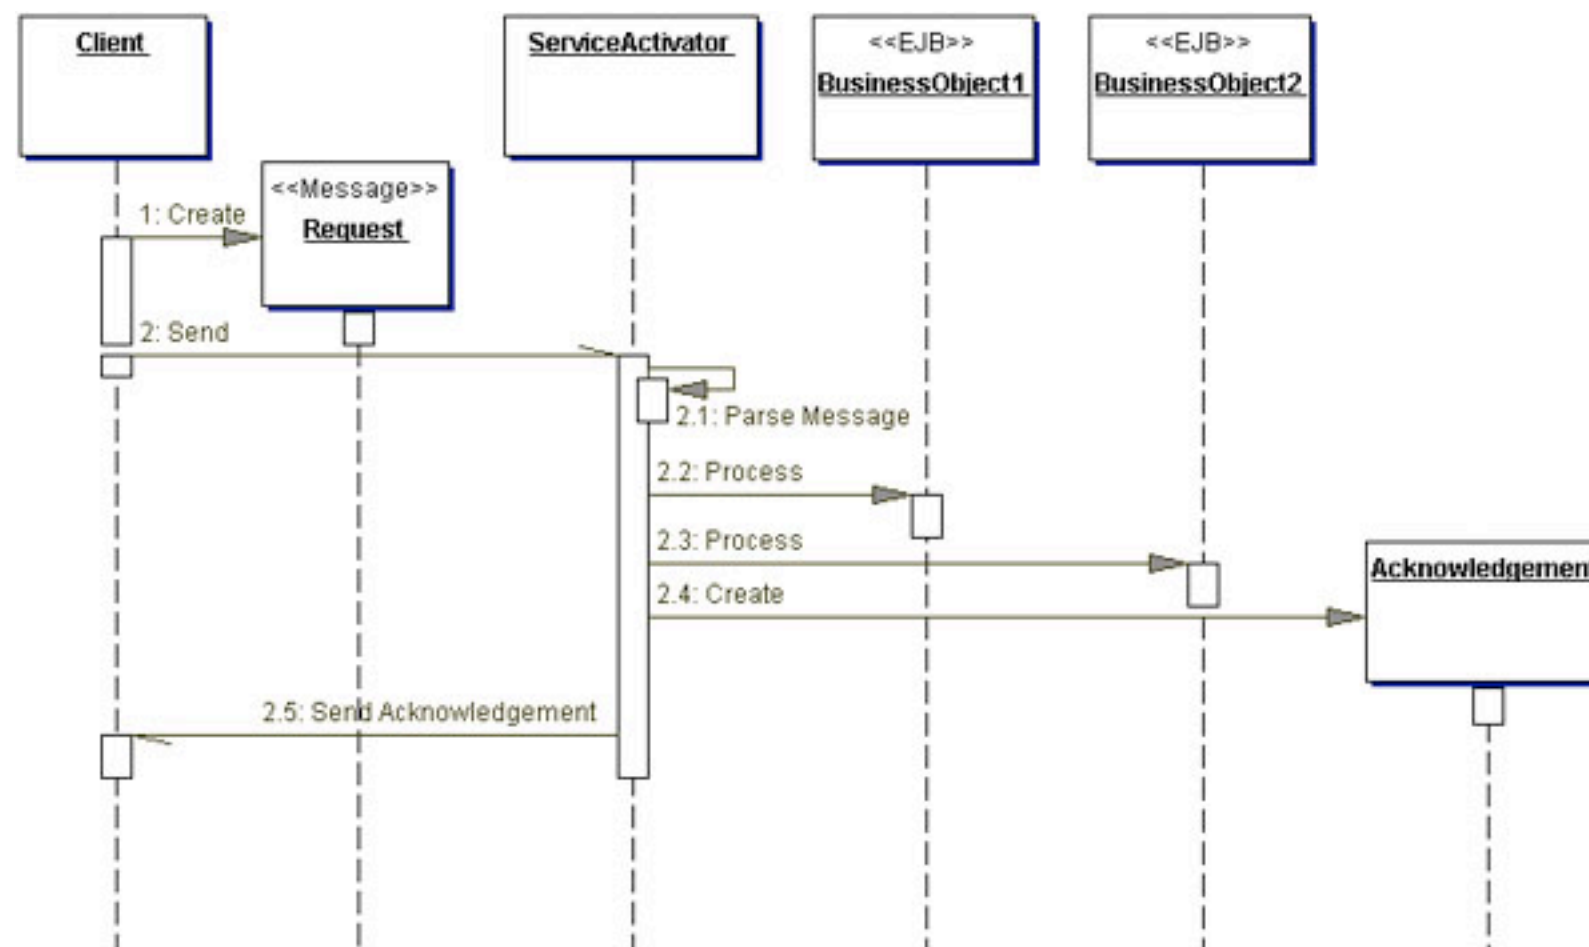 Client
ServiceActivator
<<EJB>>
BusinessObject1
<<EJB>>
BusinessObject2
<<Message>>
Request
1: Create
2: Send
2.1: Parse Message
2.2: Process
2.3: Process
Acknowledgemen
2.4: Create
2.5: Send Acknowledgement